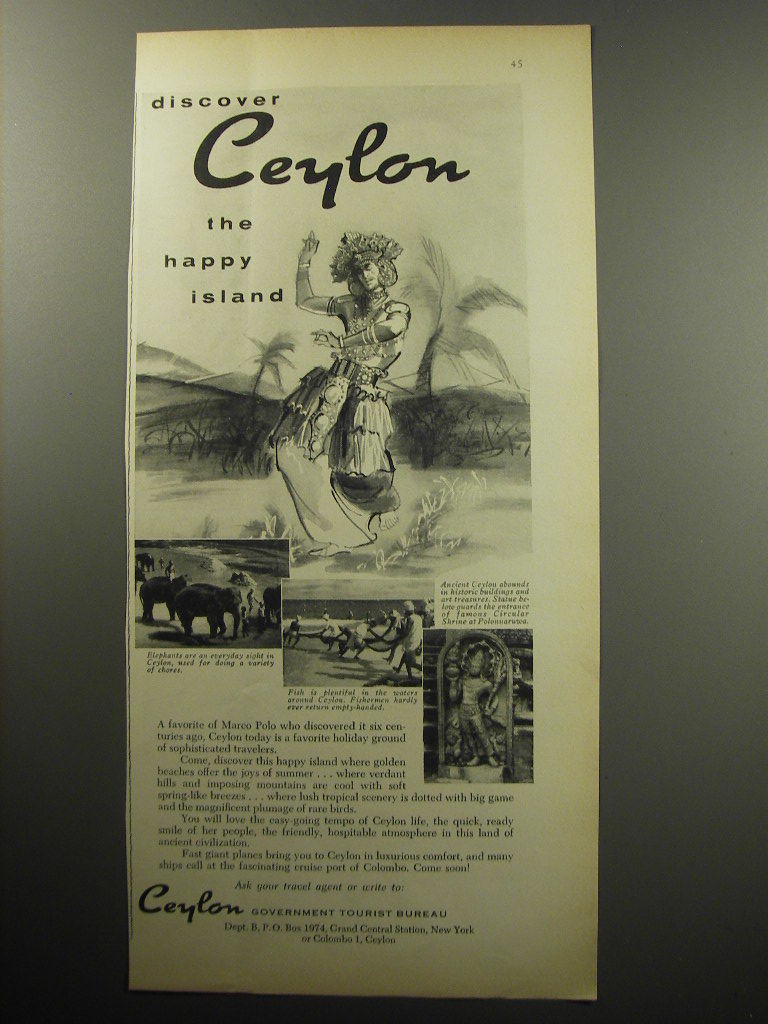 45
discover
Ceylon
the
happy
island
Ancient Ceylon abounds
in historic buildings and
art treasures. Statue be-
low guards the entrance
of famous Circular
Shrine at Polonnaruwa.
Elephants are an everyday sight in
Ceylon, used for doing a variety
of chores.
Fish is plentiful in the waters
around Ceylon. Fishermen hardly
ever return empty-handed.
A favorite of Marco Polo who discovered it six cen-
turies ago, Ceylon today is a favorite holiday ground
of sophisticated travelers.
Come, discover this happy island where golden
beaches offer the joys of summer . . . where verdant
hills and imposing mountains are cool with soft
spring-like breezes . . . where lush tropical scenery is dotted with big game
and the magnificent plumage of rare birds.
You will love the easy-going tempo of Ceylon life, the quick, ready
smile of her people, the friendly, hospitable atmosphere in this land of
ancient civilization.
Fast giant planes bring you to Ceylon in luxurious comfort, and many
ships call at the fascinating cruise port of Colombo. Come soon!
Ask your travel agent or write to:
Ceylon GOVERNMENT TOURIST BUREAU
Dept. B, P.O. Box 1974, Grand Central Station, New York
or Colombo 1, Ceylon